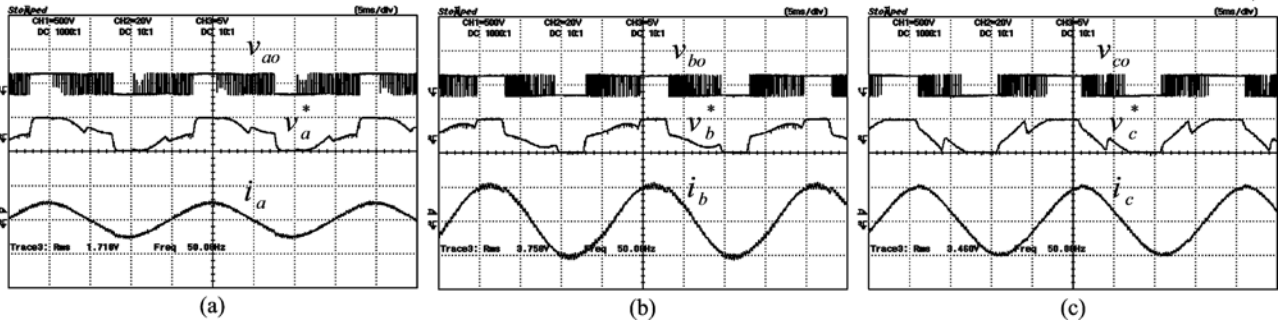 Stopped (5ms/div)
CH1=500V CH2=20V CH3=5V
DC 1000:1 DC 10:1 DC 10:1
v_ao
v_a*
i_a
Trace3: Rms 1.710V Freq 50.00Hz
(a)
(5ms/div)
CH1=500V CH2=20V CH3=5V
DC 1000:1 DC 10:1 DC 10:1
v_bo
v_b*
i_b
Trace3: Rms 3.750V Freq 50.00Hz
(b)
Stopped (5ms/div)
CH1=500V CH2=20V CH3=5V
DC 1000:1 DC 10:1 DC 10:1
v_co
v_c*
i_c
Trace3: Rms 3.460V Freq 50.00Hz
(c)